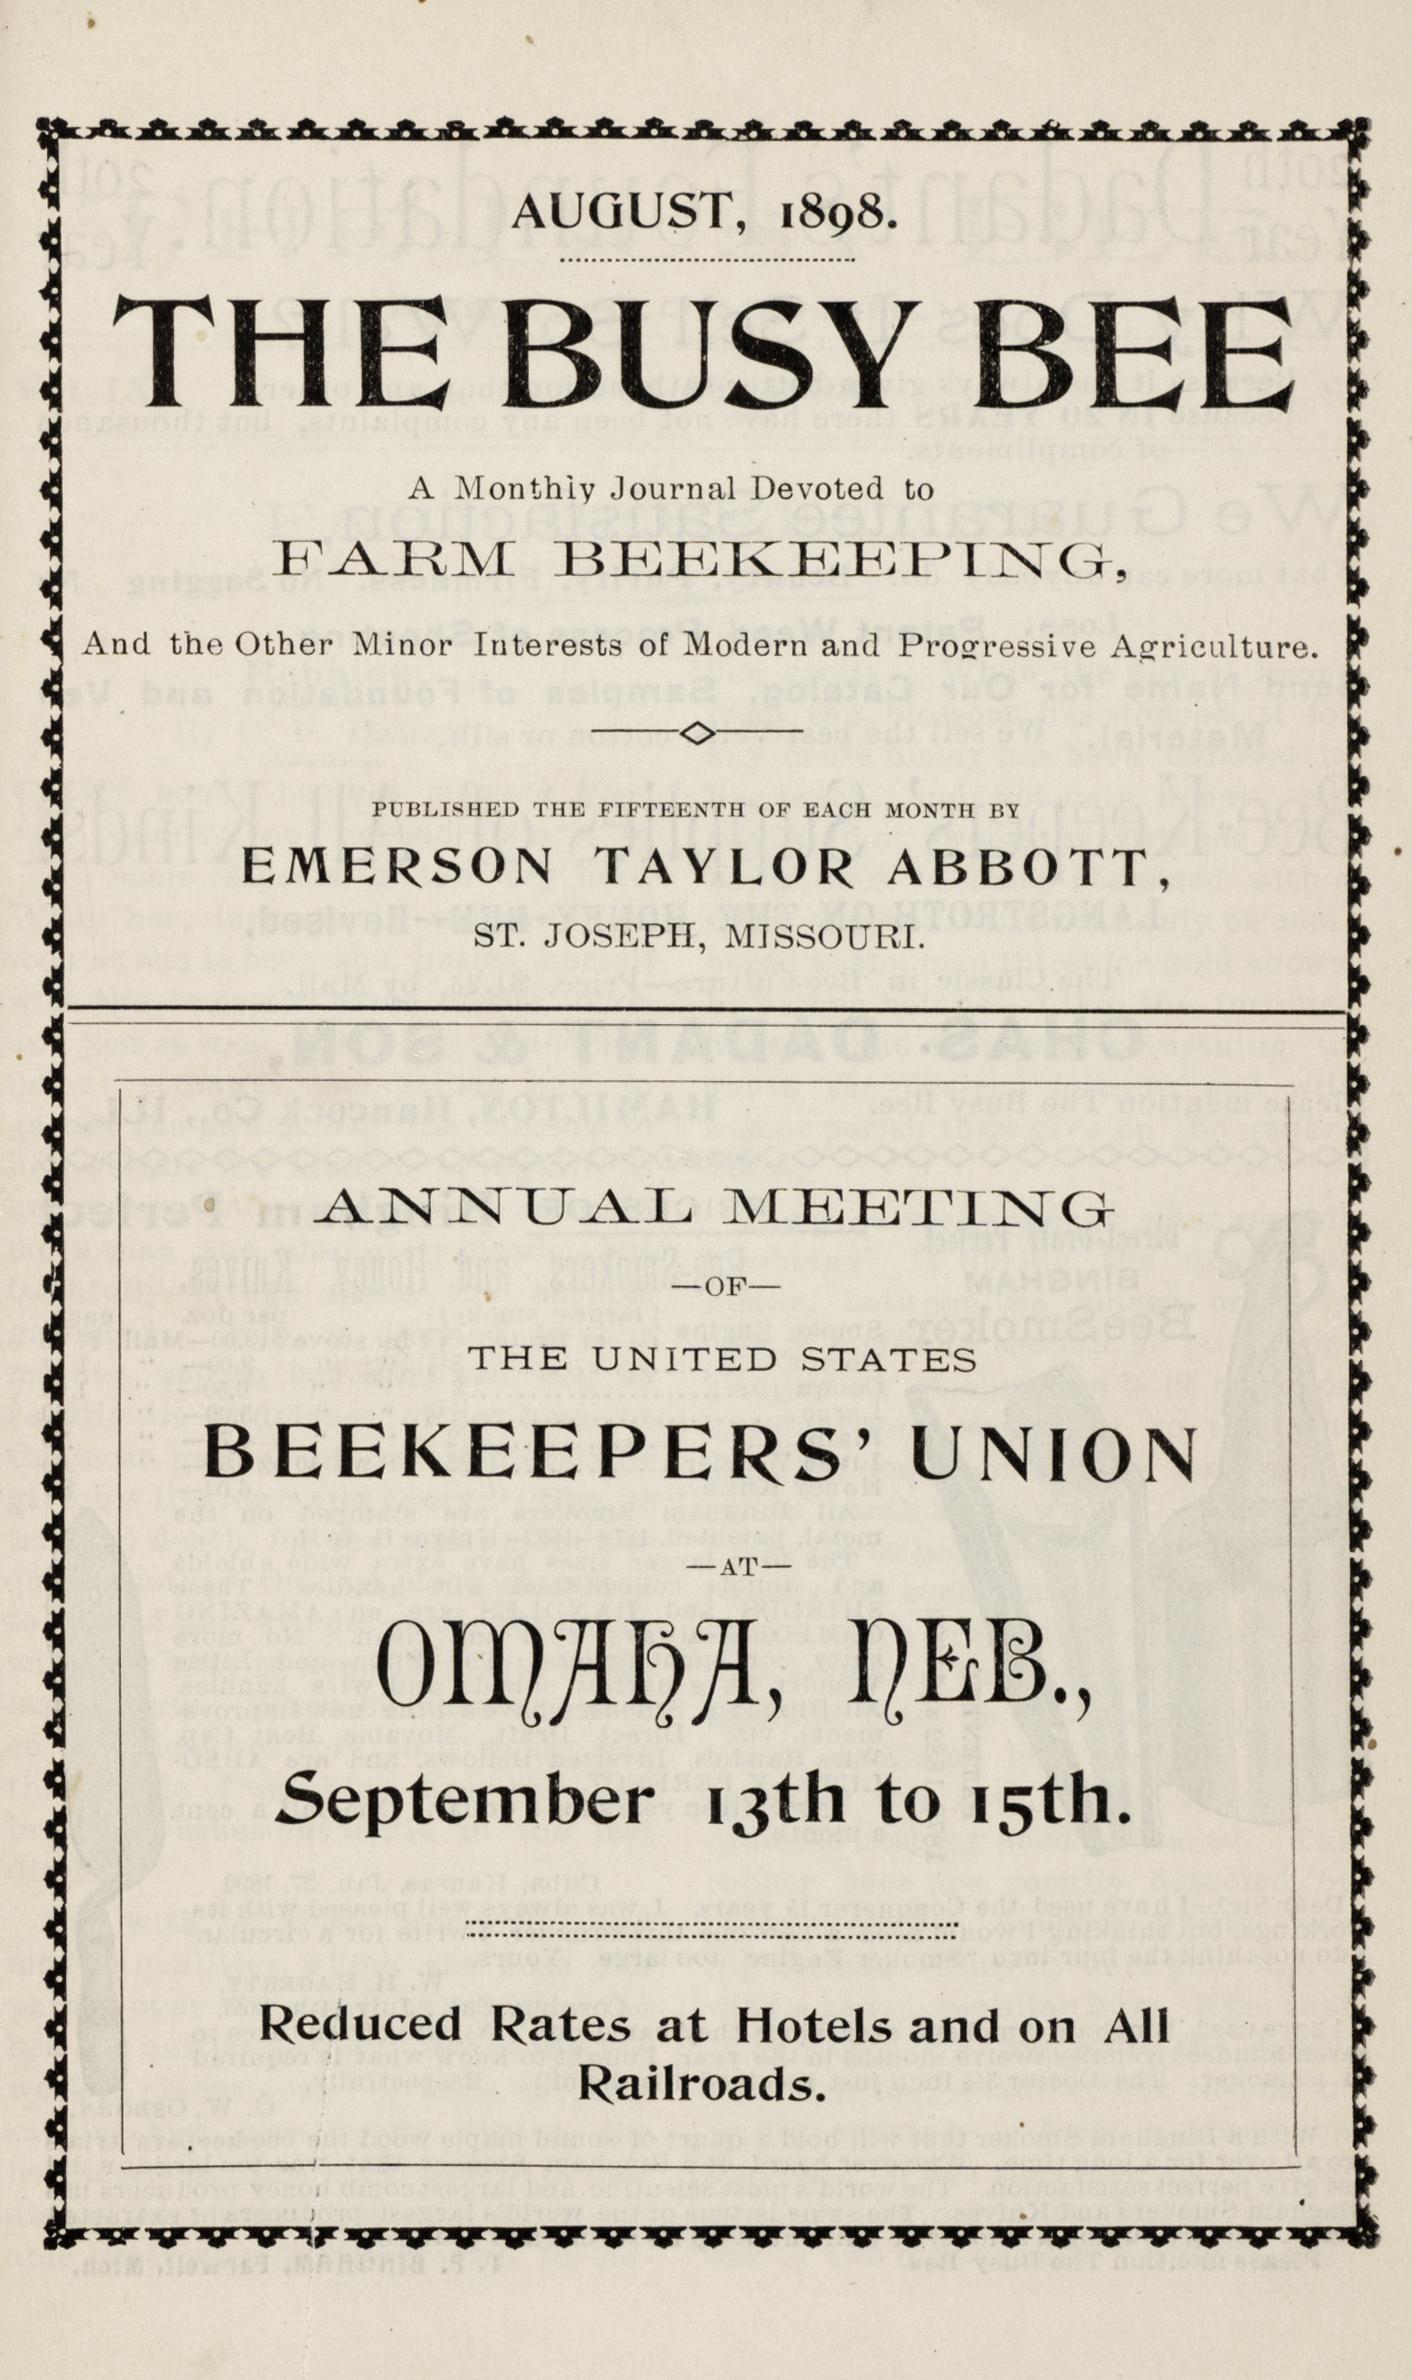 AUGUST, 1898.
THE BUSY BEE
A Monthly Journal Devoted to
FARM BEEKEEPING,
And the Other Minor Interests of Modern and Progressive Agriculture.
PUBLISHED THE FIFTEENTH OF EACH MONTH BY
EMERSON TAYLOR ABBOTT,
ST. JOSEPH, MISSOURI.
ANNUAL MEETING
—OF—
THE UNITED STATES
BEEKEEPERS' UNION
—AT—
OMAHA, NEB.,
September 13th to 15th.
Reduced Rates at Hotels and on All
Railroads.